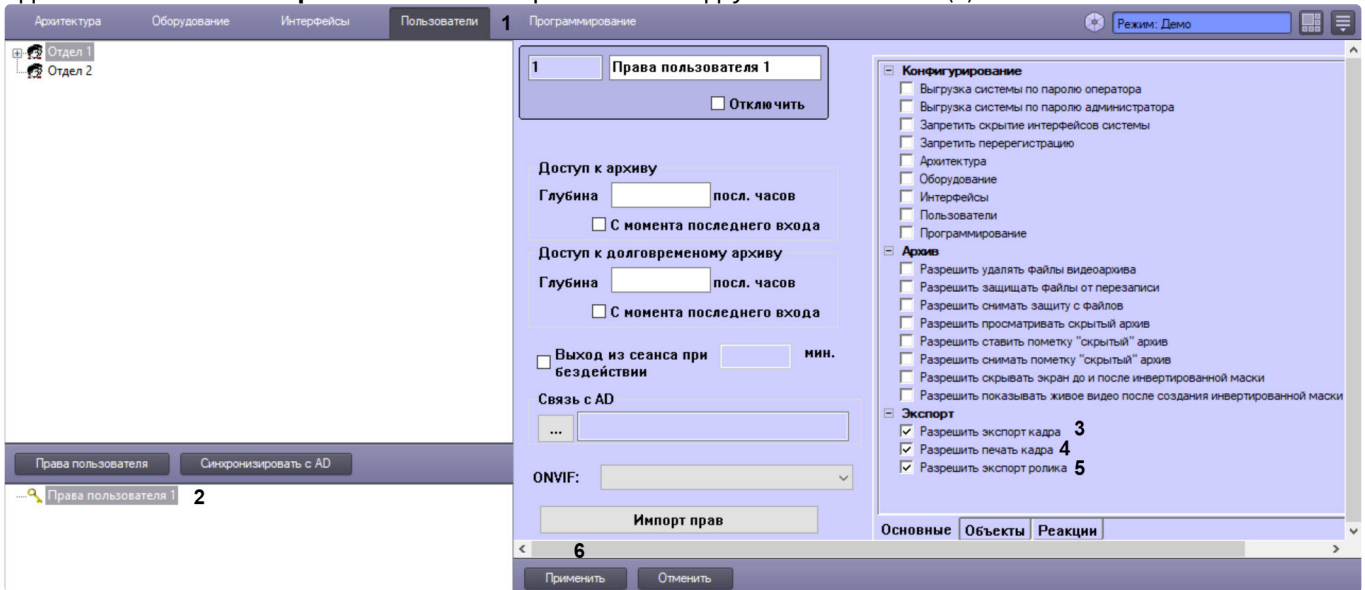 Архитектура Оборудование Интерфейсы Пользователи 1 Программирование Режим: Демо
Отдел 1
Отдел 2
1 Права пользователя 1
Отключить
Доступ к архиву
Глубина посл. часов
С момента последнего входа
Доступ к долговременому архиву
Глубина посл. часов
С момента последнего входа
Выход из сеанса при мин.
бездействии
Связь с AD
...
ONVIF:
Импорт прав
Конфигурирование
Выгрузка системы по паролю оператора
Выгрузка системы по паролю администратора
Запретить скрытие интерфейсов системы
Запретить перерегистрацию
Архитектура
Оборудование
Интерфейсы
Пользователи
Программирование
Архив
Разрешить удалять файлы видеоархива
Разрешить защищать файлы от перезаписи
Разрешить снимать защиту с файлов
Разрешить просматривать скрытый архив
Разрешить ставить пометку "скрытый" архив
Разрешить снимать пометку "скрытый" архив
Разрешить скрывать экран до и после инвертированной маски
Разрешить показывать живое видео после создания инвертированной маски
Экспорт
Разрешить экспорт кадра 3
Разрешить печать кадра 4
Разрешить экспорт ролика 5
Основные Объекты Реакции
Права пользователя Синхронизировать с AD
Права пользователя 1 2
6
Применить Отменить